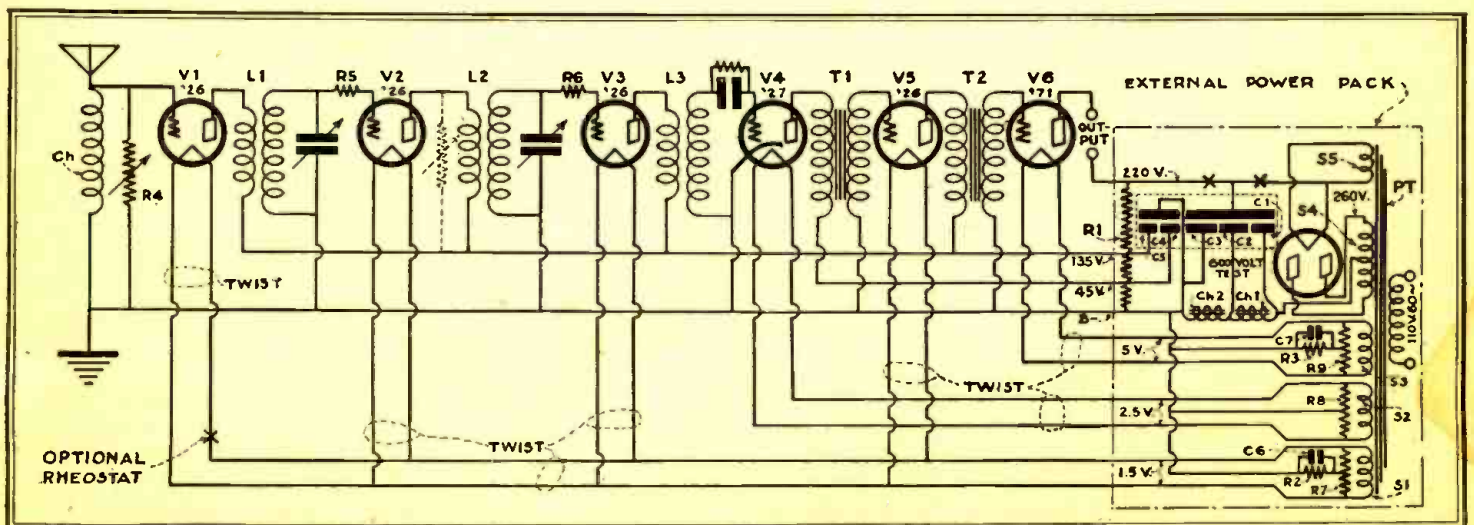 V1
'26
L1
R5
V2
'26
L2
R6
V3
'26
L3
V4
'27
T1
V5
'26
T2
V6
'71
OUT-
PUT
EXTERNAL POWER PACK
Ch
R4
TWIST
220 V.
R1
135 V.
45V.
B-
C1
C4
C3
C2
C5
600 VOLT
TEST
Ch2
Ch1
S5
S4
260V.
PT
110V.60~
5 V.
C7
R3
R9
S3
TWIST
2.5 V.
R8
S2
OPTIONAL
RHEOSTAT
TWIST
1.5 V.
C6
R2
R7
S1